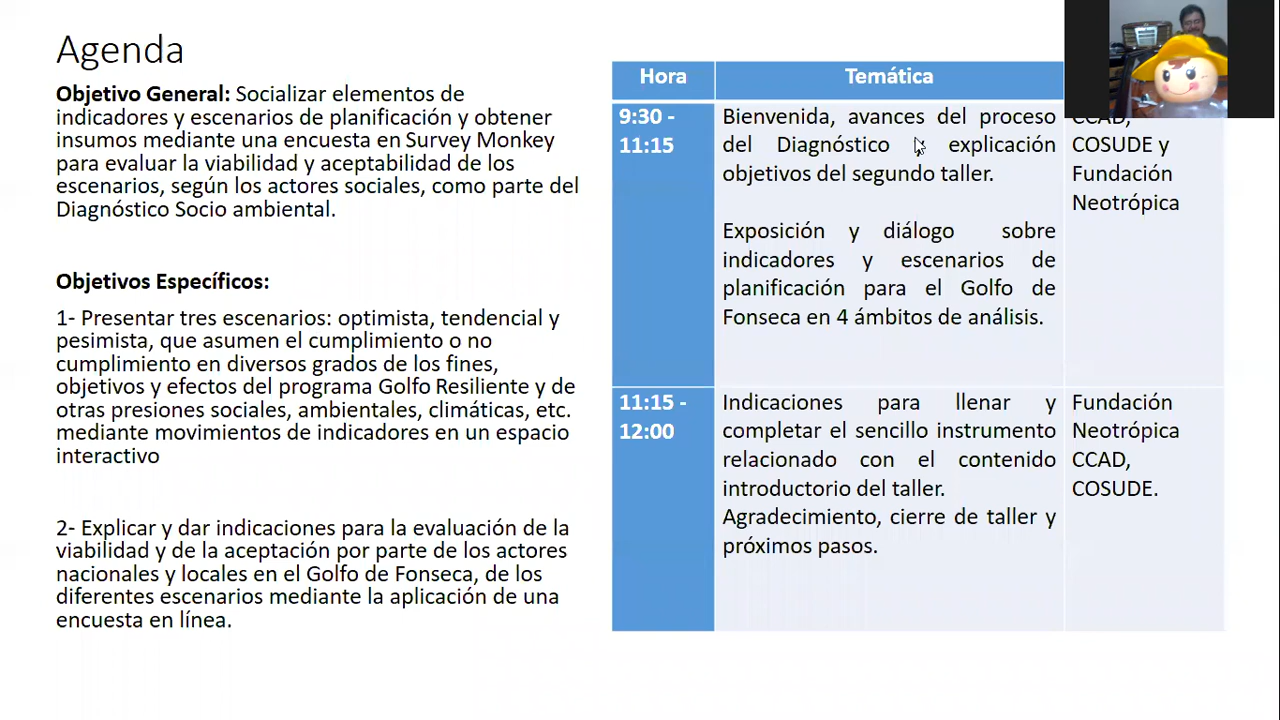 Agenda
Objetivo General: Socializar elementos de
indicadores y escenarios de planificación y obtener
insumos mediante una encuesta en Survey Monkey
para evaluar la viabilidad y aceptabilidad de los
escenarios, según los actores sociales, como parte del
Diagnóstico Socio ambiental.
Objetivos Específicos:
1- Presentar tres escenarios: optimista, tendencial y
pesimista, que asumen el cumplimiento o no
cumplimiento en diversos grados de los fines,
objetivos y efectos del programa Golfo Resiliente y de
otras presiones sociales, ambientales, climáticas, etc.
mediante movimientos de indicadores en un espacio
interactivo
2- Explicar y dar indicaciones para la evaluación de la
viabilidad y de la aceptación por parte de los actores
nacionales y locales en el Golfo de Fonseca, de los
diferentes escenarios mediante la aplicación de una
encuesta en línea.
Hora
Temática
9:30 -
11:15
Bienvenida, avances del proceso
del Diagnóstico explicación
objetivos del segundo taller.
Exposición y diálogo sobre
indicadores y escenarios de
planificación para el Golfo de
Fonseca en 4 ámbitos de análisis.
CCAD,
COSUDE y
Fundación
Neotrópica
11:15 -
12:00
Indicaciones para llenar y
completar el sencillo instrumento
relacionado con el contenido
introductorio del taller.
Agradecimiento, cierre de taller y
próximos pasos.
Fundación
Neotrópica
CCAD,
COSUDE.